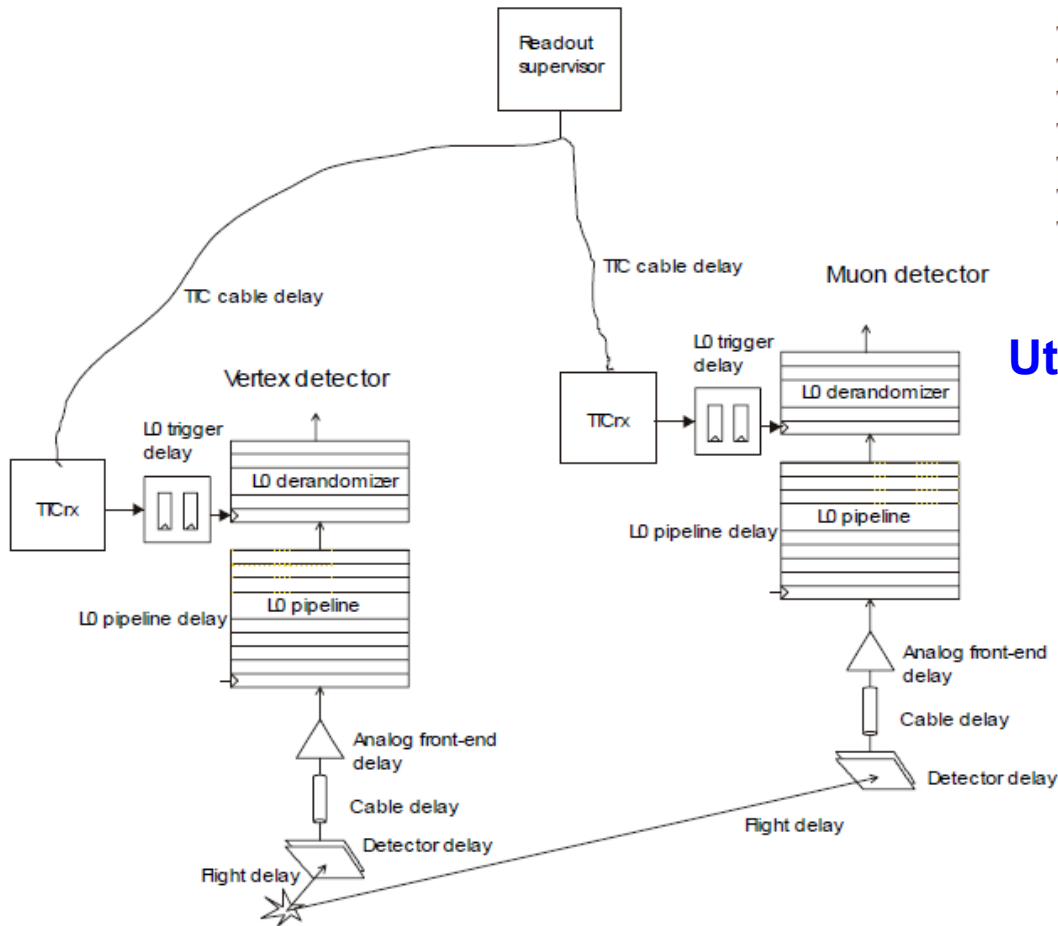 Readout
supervisor
TTC cable delay
TTC cable delay
Muon detector
L0 trigger
delay
Ut
Vertex detector
L0 derandomizer
TTCrx
L0 trigger
delay
L0 derandomizer
TTCrx
L0 pipeline
L0 pipeline delay
L0 pipeline
L0 pipeline delay
Analog front-end
delay
Cable delay
Analog front-end
delay
Detector delay
Cable delay
Flight delay
Detector delay
Flight delay